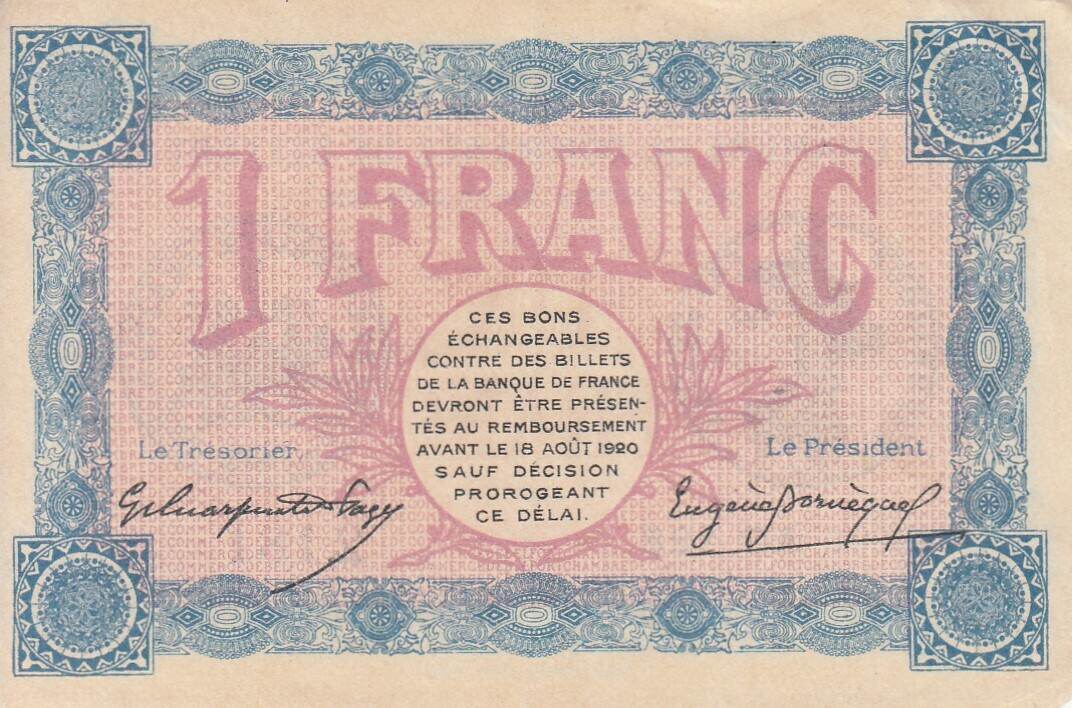 1 FRANC
CES BONS
ÉCHANGEABLES
CONTRE DES BILLETS
DE LA BANQUE DE FRANCE
DEVRONT ÊTRE PRÉSEN-
TÉS AU REMBOURSEMENT
AVANT LE 18 AOÛT 1920
SAUF DÉCISION
PROROGEANT
CE DÉLAI.
Le Trésorier, Le Président